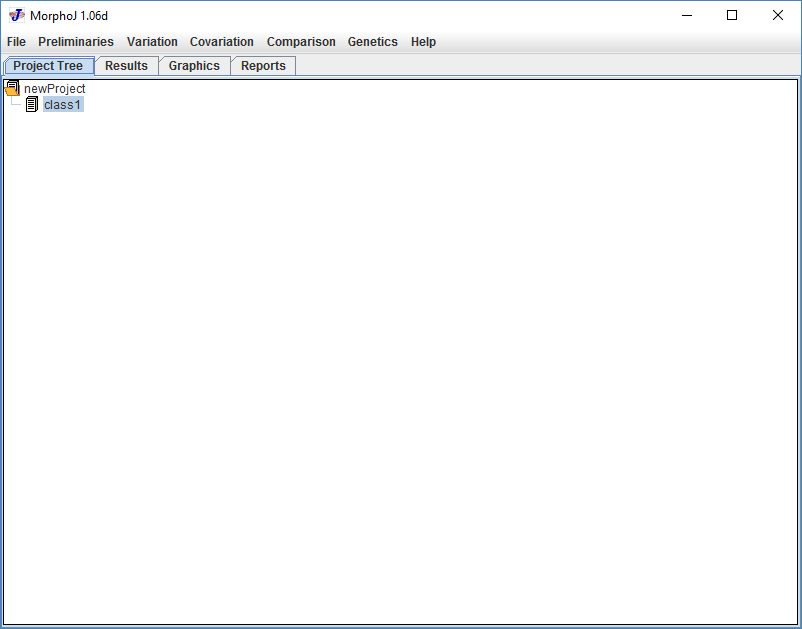 MorphoJ 1.06d
File Preliminaries Variation Covariation Comparison Genetics Help
Project Tree Results Graphics Reports
newProject
class1